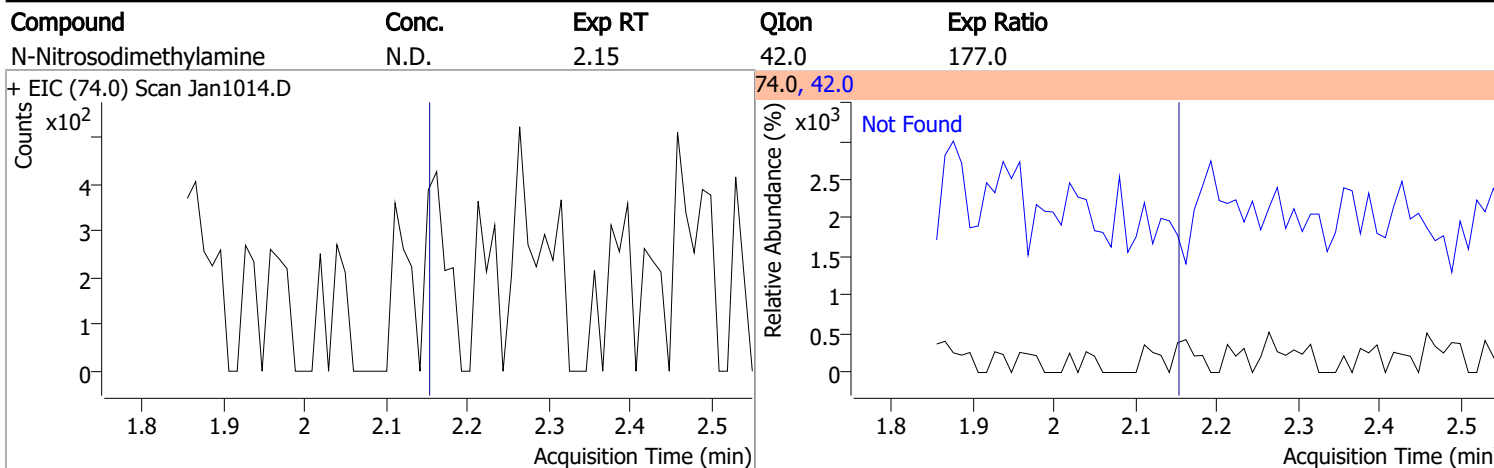 Compound Conc. Exp RT QIon Exp Ratio
N-Nitrosodimethylamine N.D. 2.15 42.0 177.0
+ EIC (74.0) Scan Jan1014.D
Counts
x10²
4
3
2
1
0
1.8 1.9 2 2.1 2.2 2.3 2.4 2.5
Acquisition Time (min)
74.0, 42.0
Relative Abundance (%)
x10³
Not Found
2.5
2
1.5
1
0.5
0
1.8 1.9 2 2.1 2.2 2.3 2.4 2.5
Acquisition Time (min